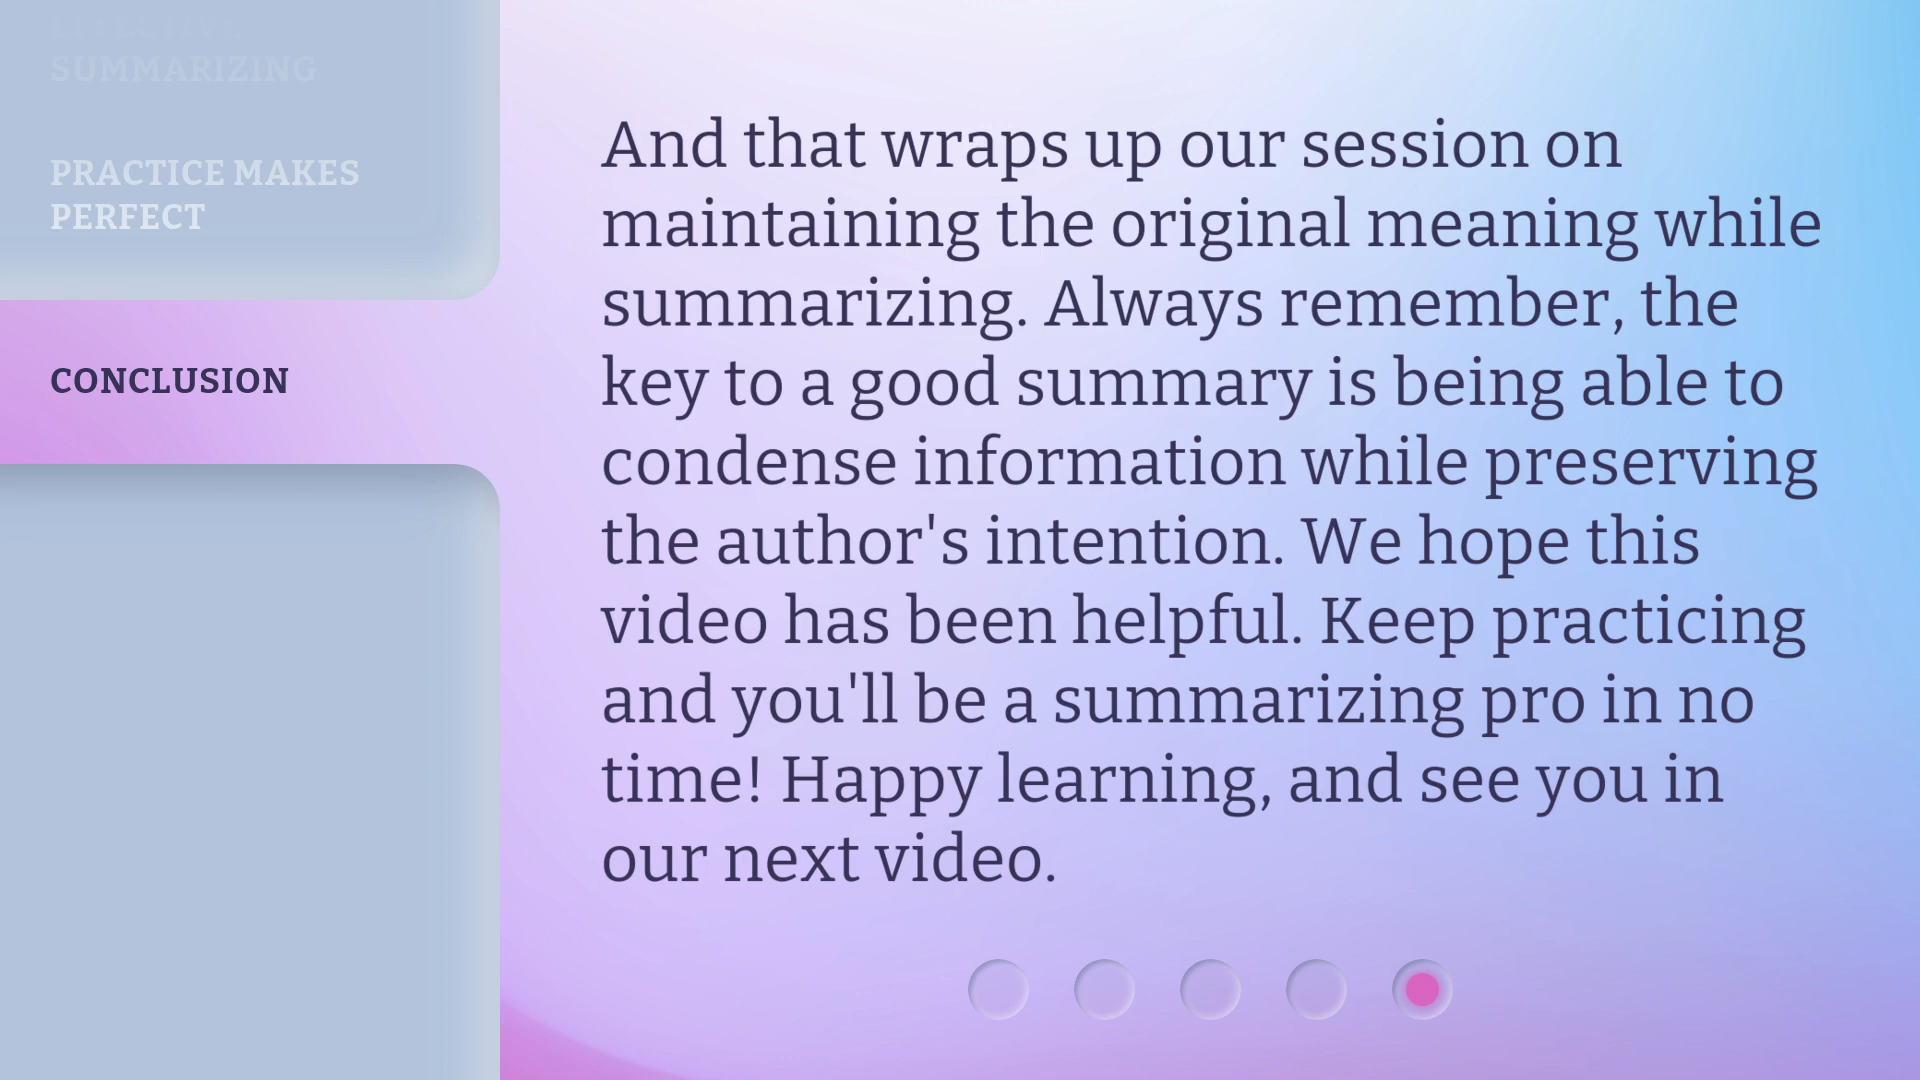 EFFECTIVE
SUMMARIZING
PRACTICE MAKES
PERFECT
CONCLUSION
And that wraps up our session on
maintaining the original meaning while
summarizing. Always remember, the
key to a good summary is being able to
condense information while preserving
the author's intention. We hope this
video has been helpful. Keep practicing
and you'll be a summarizing pro in no
time! Happy learning, and see you in
our next video.